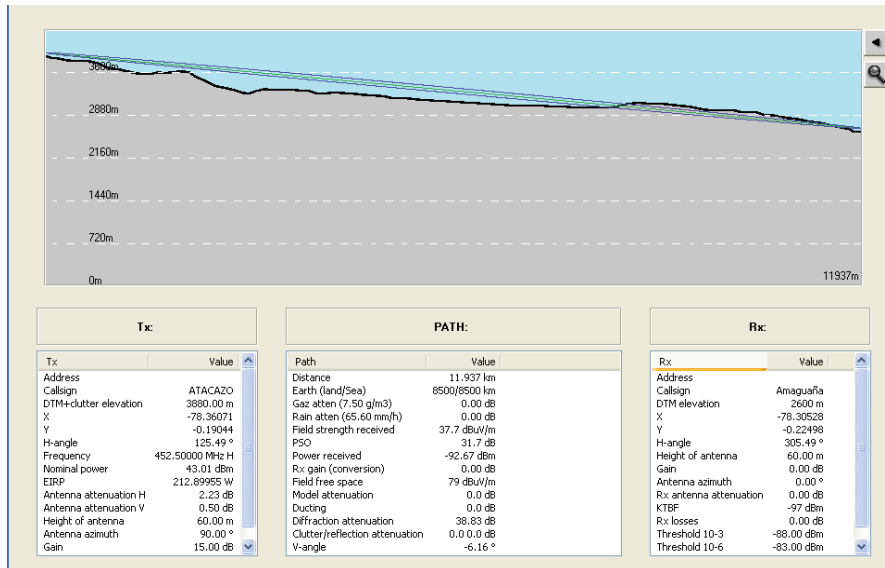 3600m
2880m
2160m
1440m
720m
0m
11937m
Tx:
PATH:
Rx:
Tx Value
Address
Callsign ATACAZO
DTM+clutter elevation 3880.00 m
X -78.36071
Y -0.19044
H-angle 125.49 °
Frequency 452.50000 MHz H
Nominal power 43.01 dBm
EIRP 212.89955 W
Antenna attenuation H 2.23 dB
Antenna attenuation V 0.50 dB
Height of antenna 60.00 m
Antenna azimuth 90.00 °
Gain 15.00 dB
Path Value
Distance 11.937 km
Earth (land/Sea) 8500/8500 km
Gaz atten (7.50 g/m3) 0.00 dB
Rain atten (65.60 mm/h) 0.00 dB
Field strength received 37.7 dBuV/m
PSO 31.7 dB
Power received -92.67 dBm
Rx gain (conversion) 0.00 dB
Field free space 79 dBuV/m
Model attenuation 0.0 dB
Ducting 0.0 dB
Diffraction attenuation 38.83 dB
Clutter/reflection attenuation 0.0 0.0 dB
V-angle -6.16 °
Rx Value
Address
Callsign Amaguaña
DTM elevation 2600 m
X -78.30528
Y -0.22498
H-angle 305.49 °
Height of antenna 60.00 m
Gain 0.00 dB
Antenna azimuth 0.00 °
Rx antenna attenuation 0.00 dB
KTBF -97 dBm
Rx losses 0.00 dB
Threshold 10-3 -88.00 dBm
Threshold 10-6 -83.00 dBm